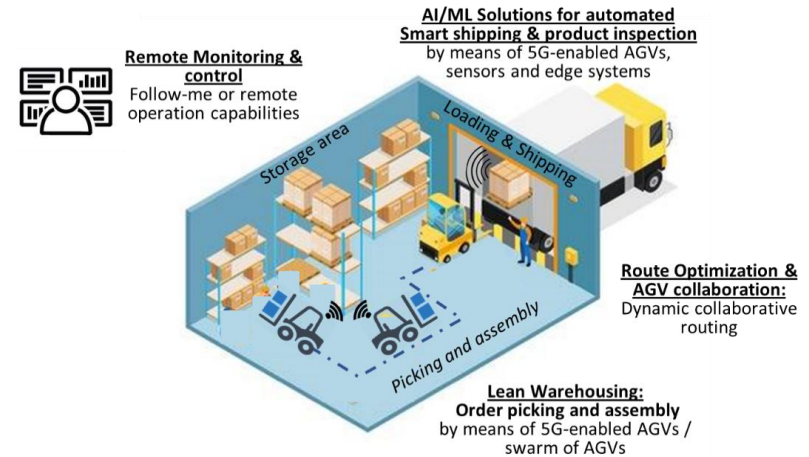 AI/ML Solutions for automated
Smart shipping & product inspection
by means of 5G-enabled AGVs,
sensors and edge systems
Remote Monitoring &
control
Follow-me or remote
operation capabilities
Storage area
Loading & Shipping
Route Optimization &
AGV collaboration:
Dynamic collaborative
routing
Picking and assembly
Lean Warehousing:
Order picking and assembly
by means of 5G-enabled AGVs /
swarm of AGVs